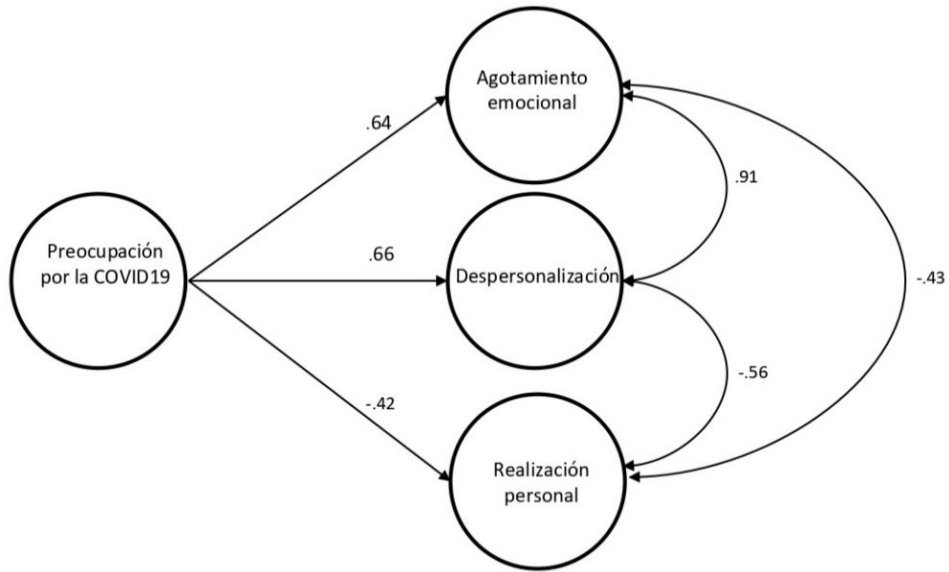 Agotamiento
emocional
.64
.91
Preocupación
por la COVID19
.66
Despersonalización
-.43
-.56
-.42
Realización
personal